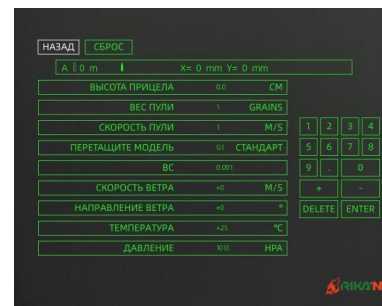 НАЗАД СБРОС
A 0 m X= 0 mm Y= 0 mm
ВЫСОТА ПРИЦЕЛА 0.0 CM
ВЕС ПУЛИ 1 GRAINS
СКОРОСТЬ ПУЛИ 1 M/S
ПЕРЕТАЩИТЕ МОДЕЛЬ G1 СТАНДАРТ
BC 0.001
СКОРОСТЬ ВЕТРА +0 M/S
НАПРАВЛЕНИЕ ВЕТРА +0 °
ТЕМПЕРАТУРА +25 °C
ДАВЛЕНИЕ 1013 HPA
1 2 3 4
5 6 7 8
9 . 0
+ -
DELETE ENTER
RIKA'N